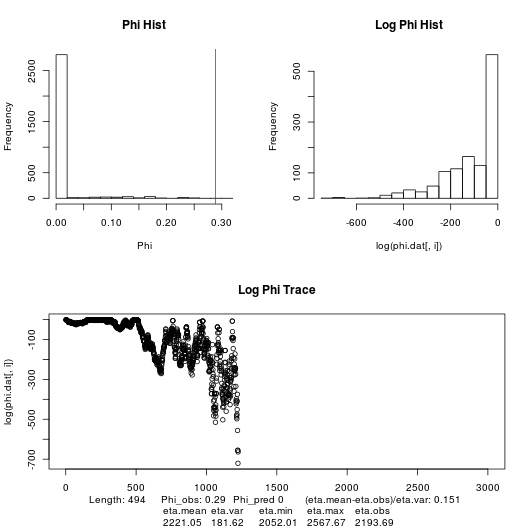 Phi Hist
Log Phi Hist
Frequency
0 500 1500 2500
0.00 0.10 0.20 0.30
Phi
Frequency
0 100 300 500
-600 -400 -200 0
log(phi.dat[, i])
Log Phi Trace
log(phi.dat[, i])
-700 -500 -300 -100
0 500 1000 1500 2000 2500 3000
Length: 494 Phi_obs: 0.29 Phi_pred 0 (eta.mean-eta.obs)/eta.var: 0.151
eta.mean eta.var eta.min eta.max eta.obs
2221.05 181.62 2052.01 2567.67 2193.69